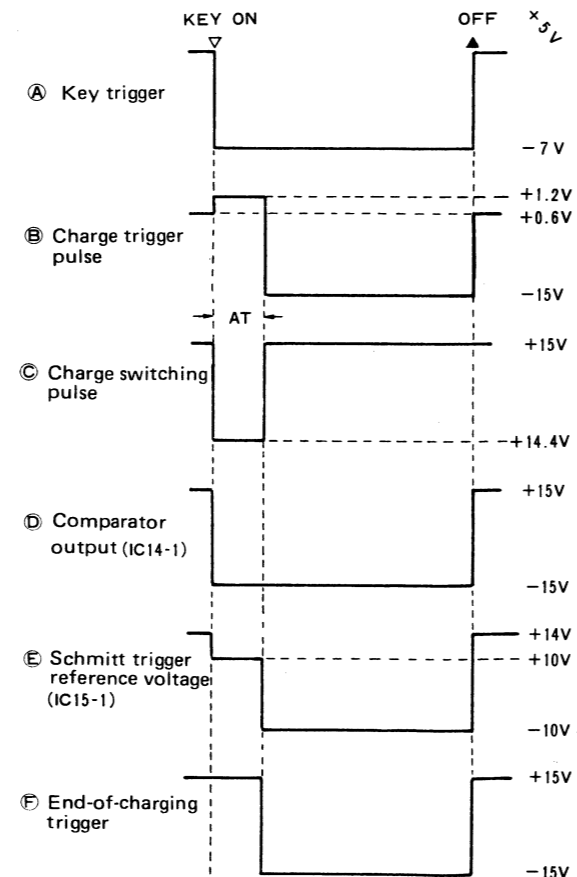 KEY ON OFF × 5V
Ⓐ Key trigger
−7V
+1.2V
+0.6V
Ⓑ Charge trigger
pulse
−15V
AT
+15V
Ⓒ Charge switching
pulse
+14.4V
+15V
Ⓓ Comparator
output (IC14-1)
−15V
+14V
Ⓔ Schmitt trigger
+10V
reference voltage
(IC15-1)
−10V
+15V
Ⓕ End-of-charging
trigger
−15V